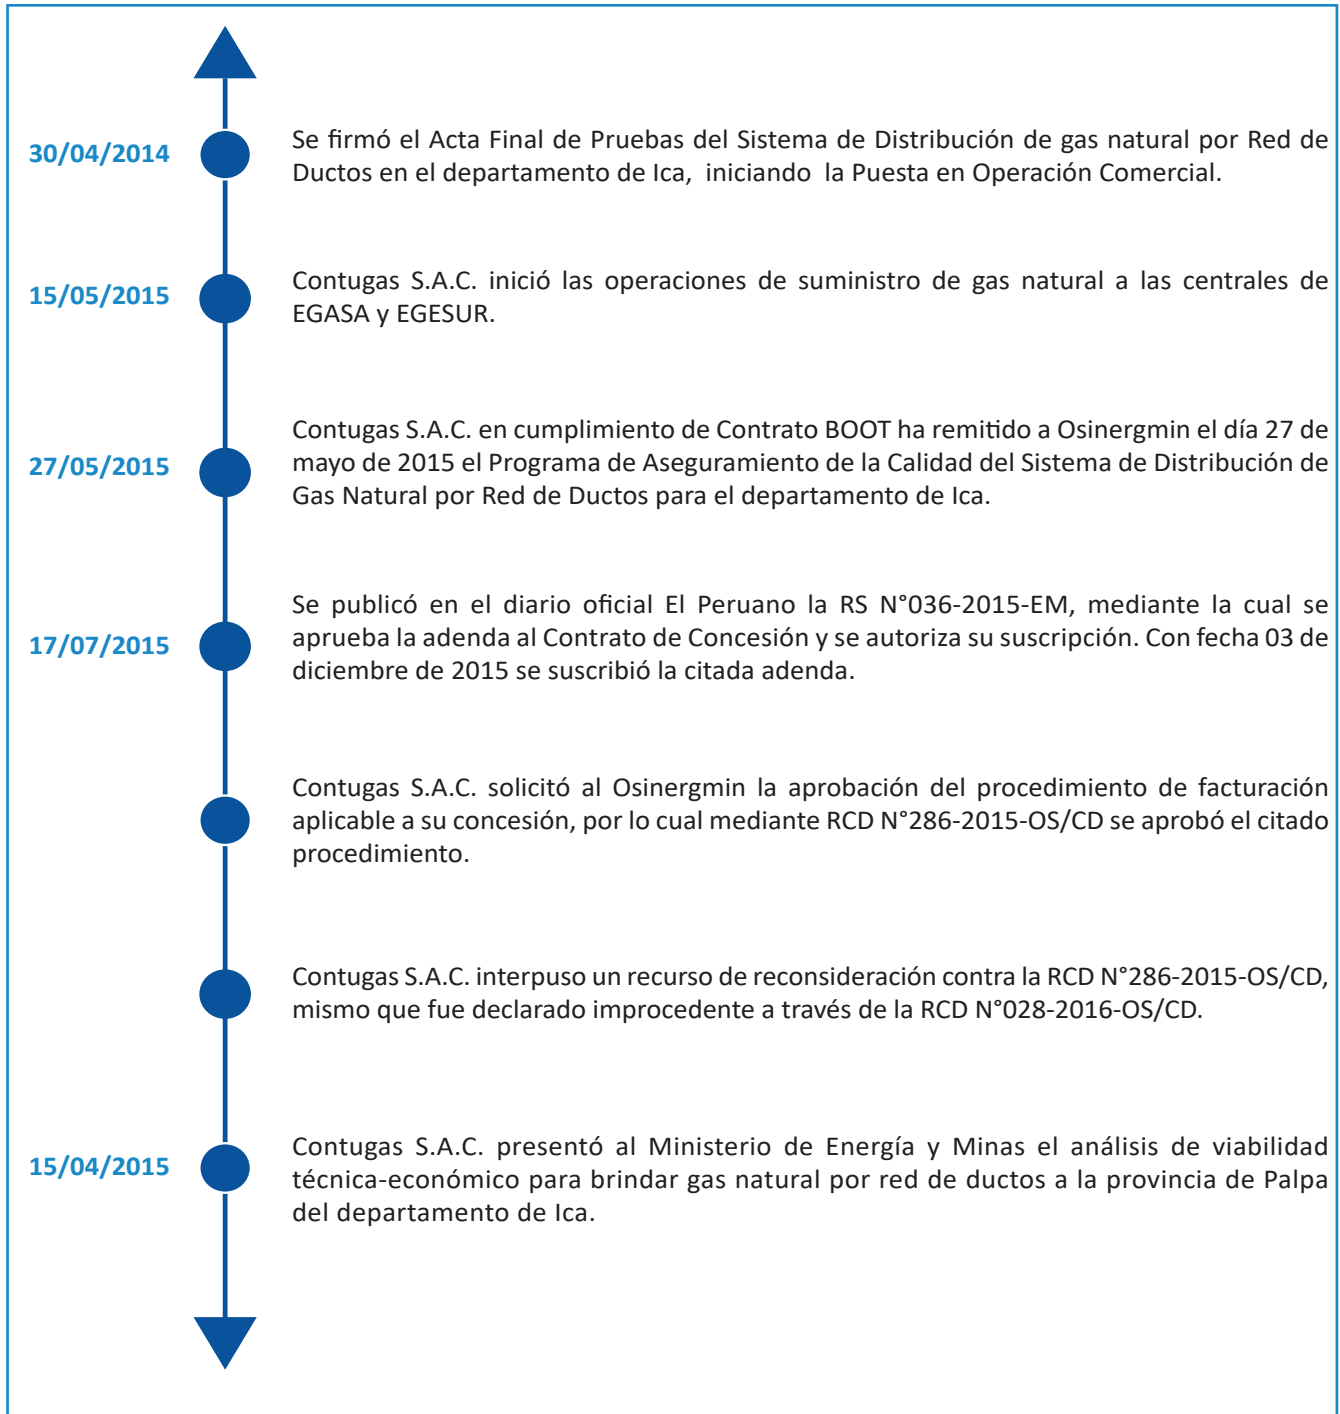 30/04/2014
Se firmó el Acta Final de Pruebas del Sistema de Distribución de gas natural por Red de
Ductos en el departamento de Ica, iniciando la Puesta en Operación Comercial.
15/05/2015
Contugas S.A.C. inició las operaciones de suministro de gas natural a las centrales de
EGASA y EGESUR.
27/05/2015
Contugas S.A.C. en cumplimiento de Contrato BOOT ha remitido a Osinergmin el día 27 de
mayo de 2015 el Programa de Aseguramiento de la Calidad del Sistema de Distribución de
Gas Natural por Red de Ductos para el departamento de Ica.
17/07/2015
Se publicó en el diario oficial El Peruano la RS N°036-2015-EM, mediante la cual se
aprueba la adenda al Contrato de Concesión y se autoriza su suscripción. Con fecha 03 de
diciembre de 2015 se suscribió la citada adenda.
Contugas S.A.C. solicitó al Osinergmin la aprobación del procedimiento de facturación
aplicable a su concesión, por lo cual mediante RCD N°286-2015-OS/CD se aprobó el citado
procedimiento.
Contugas S.A.C. interpuso un recurso de reconsideración contra la RCD N°286-2015-OS/CD,
mismo que fue declarado improcedente a través de la RCD N°028-2016-OS/CD.
15/04/2015
Contugas S.A.C. presentó al Ministerio de Energía y Minas el análisis de viabilidad
técnica-económico para brindar gas natural por red de ductos a la provincia de Palpa
del departamento de Ica.